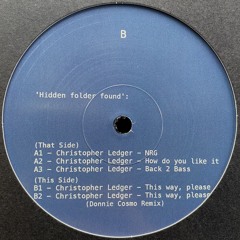 B
'Hidden folder found':
(That Side)
A1 – Christopher Ledger – NRG
A2 – Christopher Ledger – How do you like it
A3 – Christopher Ledger – Back 2 Bass
(This Side)
B1 – Christopher Ledger – This way, please
B2 – Christopher Ledger – This way, please
(Donnie Cosmo Remix)